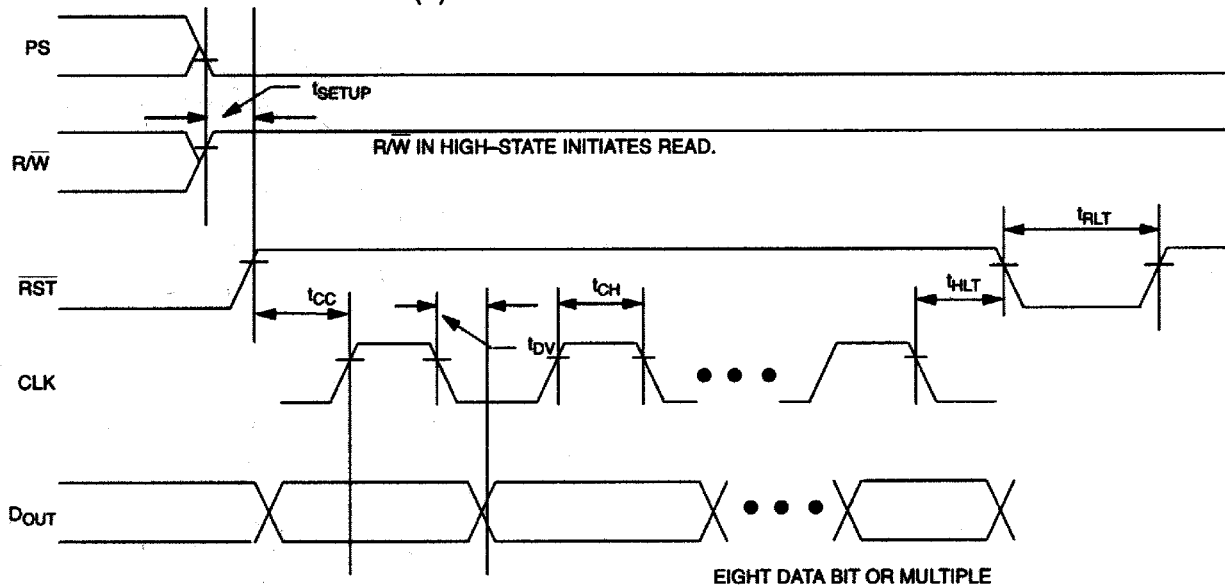 PS
tSETUP
R/W̅
R/W̅ IN HIGH–STATE INITIATES READ.
tRLT
R̅S̅T̅
tCC
tCH
tHLT
tDV
CLK
DOUT
EIGHT DATA BIT OR MULTIPLE